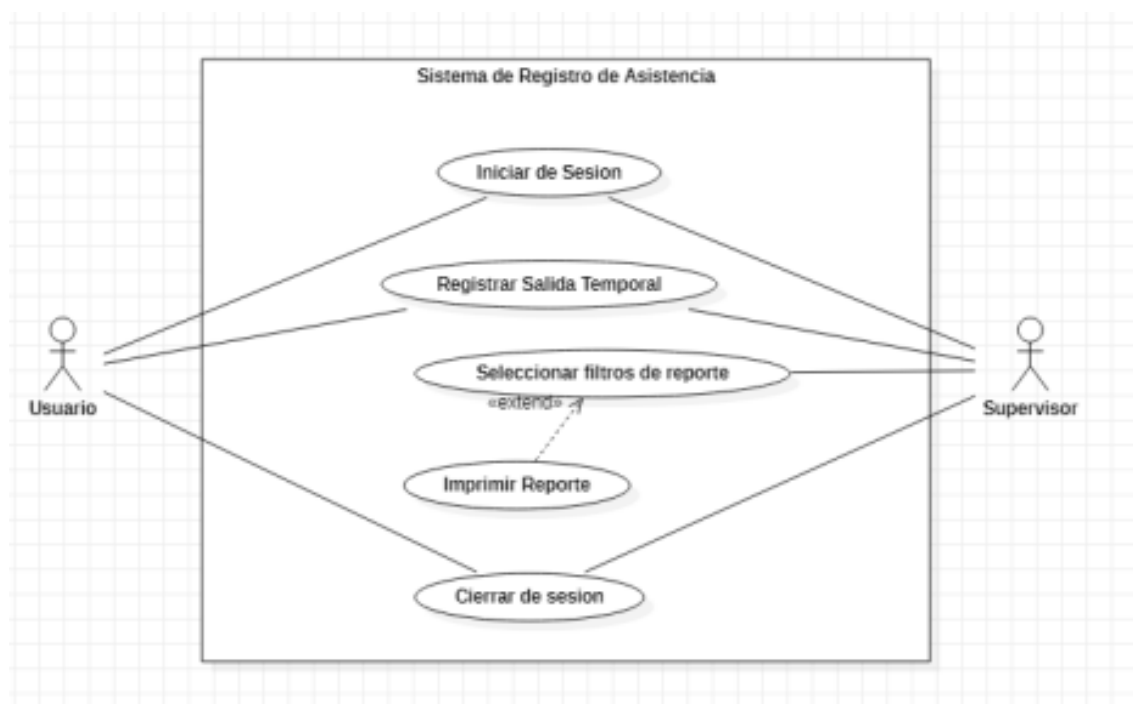 Sistema de Registro de Asistencia
Iniciar de Sesion
Registrar Salida Temporal
Seleccionar filtros de reporte
«extend»
Usuario
Supervisor
Imprimir Reporte
Cierrar de sesion